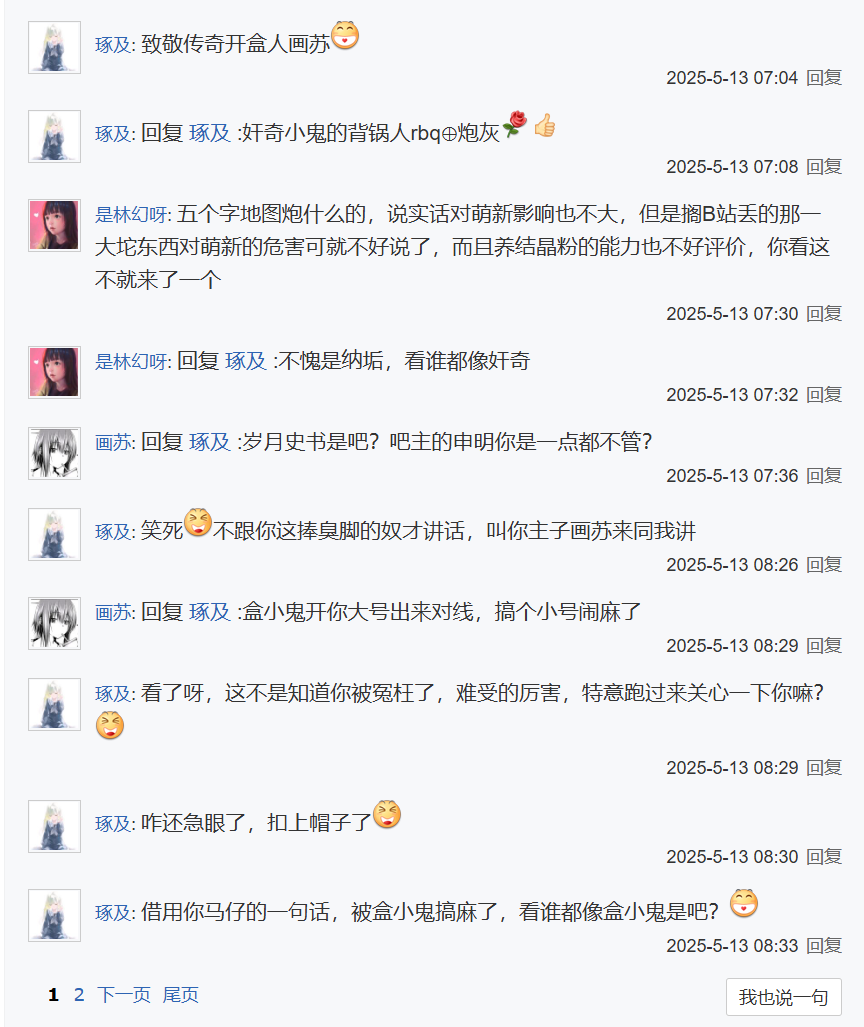 琢及: 致敬传奇开盒人画苏
2025-5-13 07:04 回复
琢及: 回复 琢及 :奸奇小鬼的背锅人rbq⊕炮灰
2025-5-13 07:08 回复
是林幻呀: 五个字地图炮什么的，说实话对萌新影响也不大，但是搁B站丢的那一
大坨东西对萌新的危害可就不好说了，而且养结晶粉的能力也不好评价，你看这
不就来了一个
2025-5-13 07:30 回复
是林幻呀: 回复 琢及 :不愧是纳垢，看谁都像奸奇
2025-5-13 07:32 回复
画苏: 回复 琢及 :岁月史书是吧？吧主的申明你是一点都不管？
2025-5-13 07:36 回复
琢及: 笑死不跟你这捧臭脚的奴才讲话，叫你主子画苏来同我讲
2025-5-13 08:26 回复
画苏: 回复 琢及 :盒小鬼开你大号出来对线，搞个小号闹麻了
2025-5-13 08:29 回复
琢及: 看了呀，这不是知道你被冤枉了，难受的厉害，特意跑过来关心一下你嘛？
2025-5-13 08:29 回复
琢及: 咋还急眼了，扣上帽子了
2025-5-13 08:30 回复
琢及: 借用你马仔的一句话，被盒小鬼搞麻了，看谁都像盒小鬼是吧？
2025-5-13 08:33 回复
1 2 下一页 尾页 我也说一句